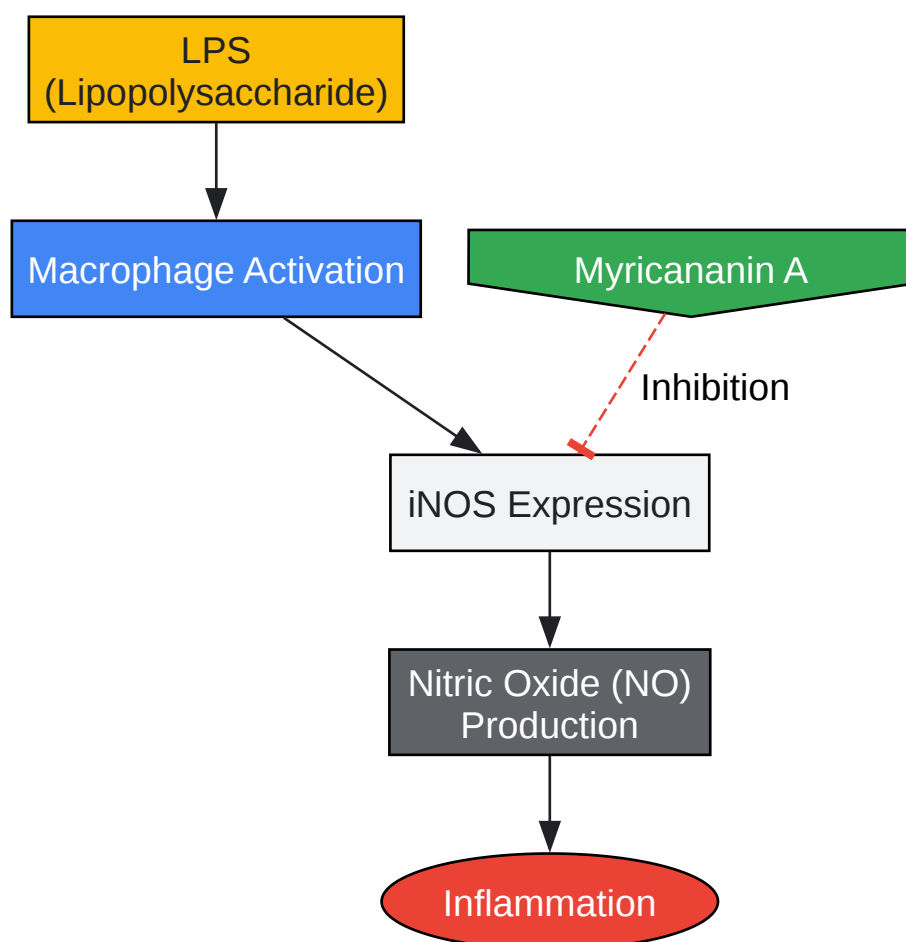 LPS
(Lipopolysaccharide)
Macrophage Activation
Myricananin A
Inhibition
iNOS Expression
Nitric Oxide (NO)
Production
Inflammation